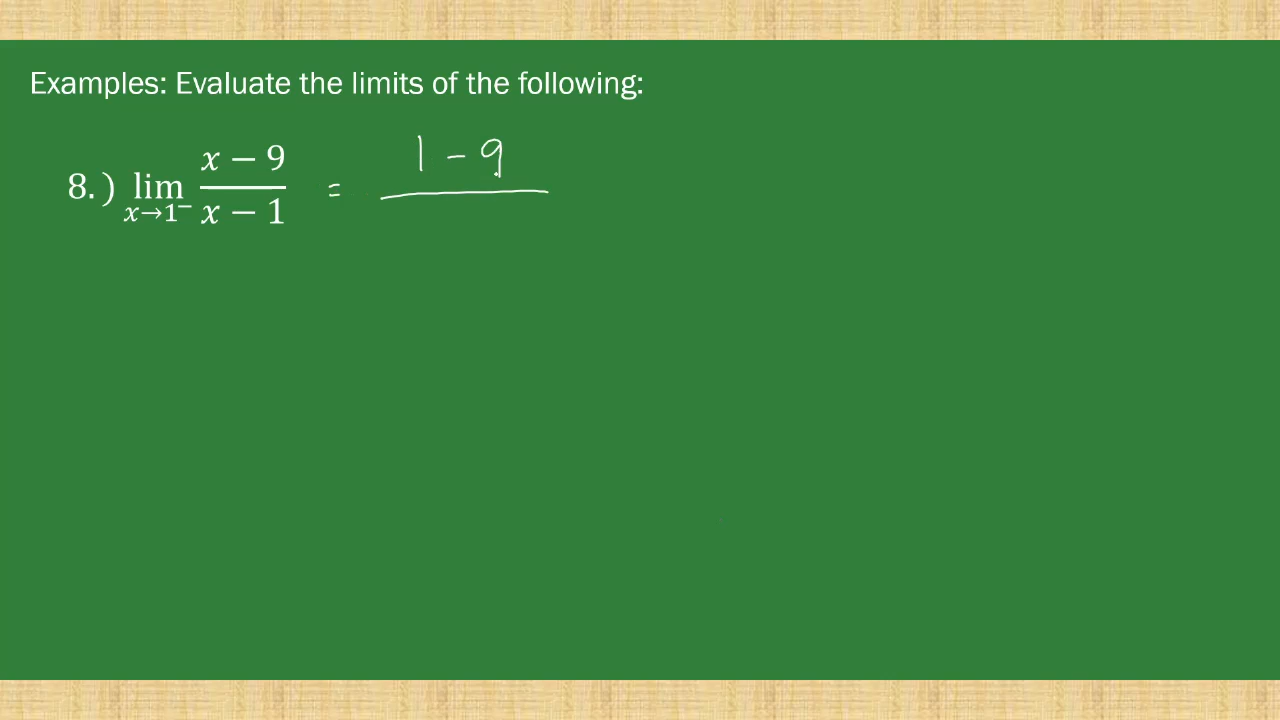 Examples: Evaluate the limits of the following:
8.) lim x→1⁻ (x − 9)/(x − 1) = 1 − 9